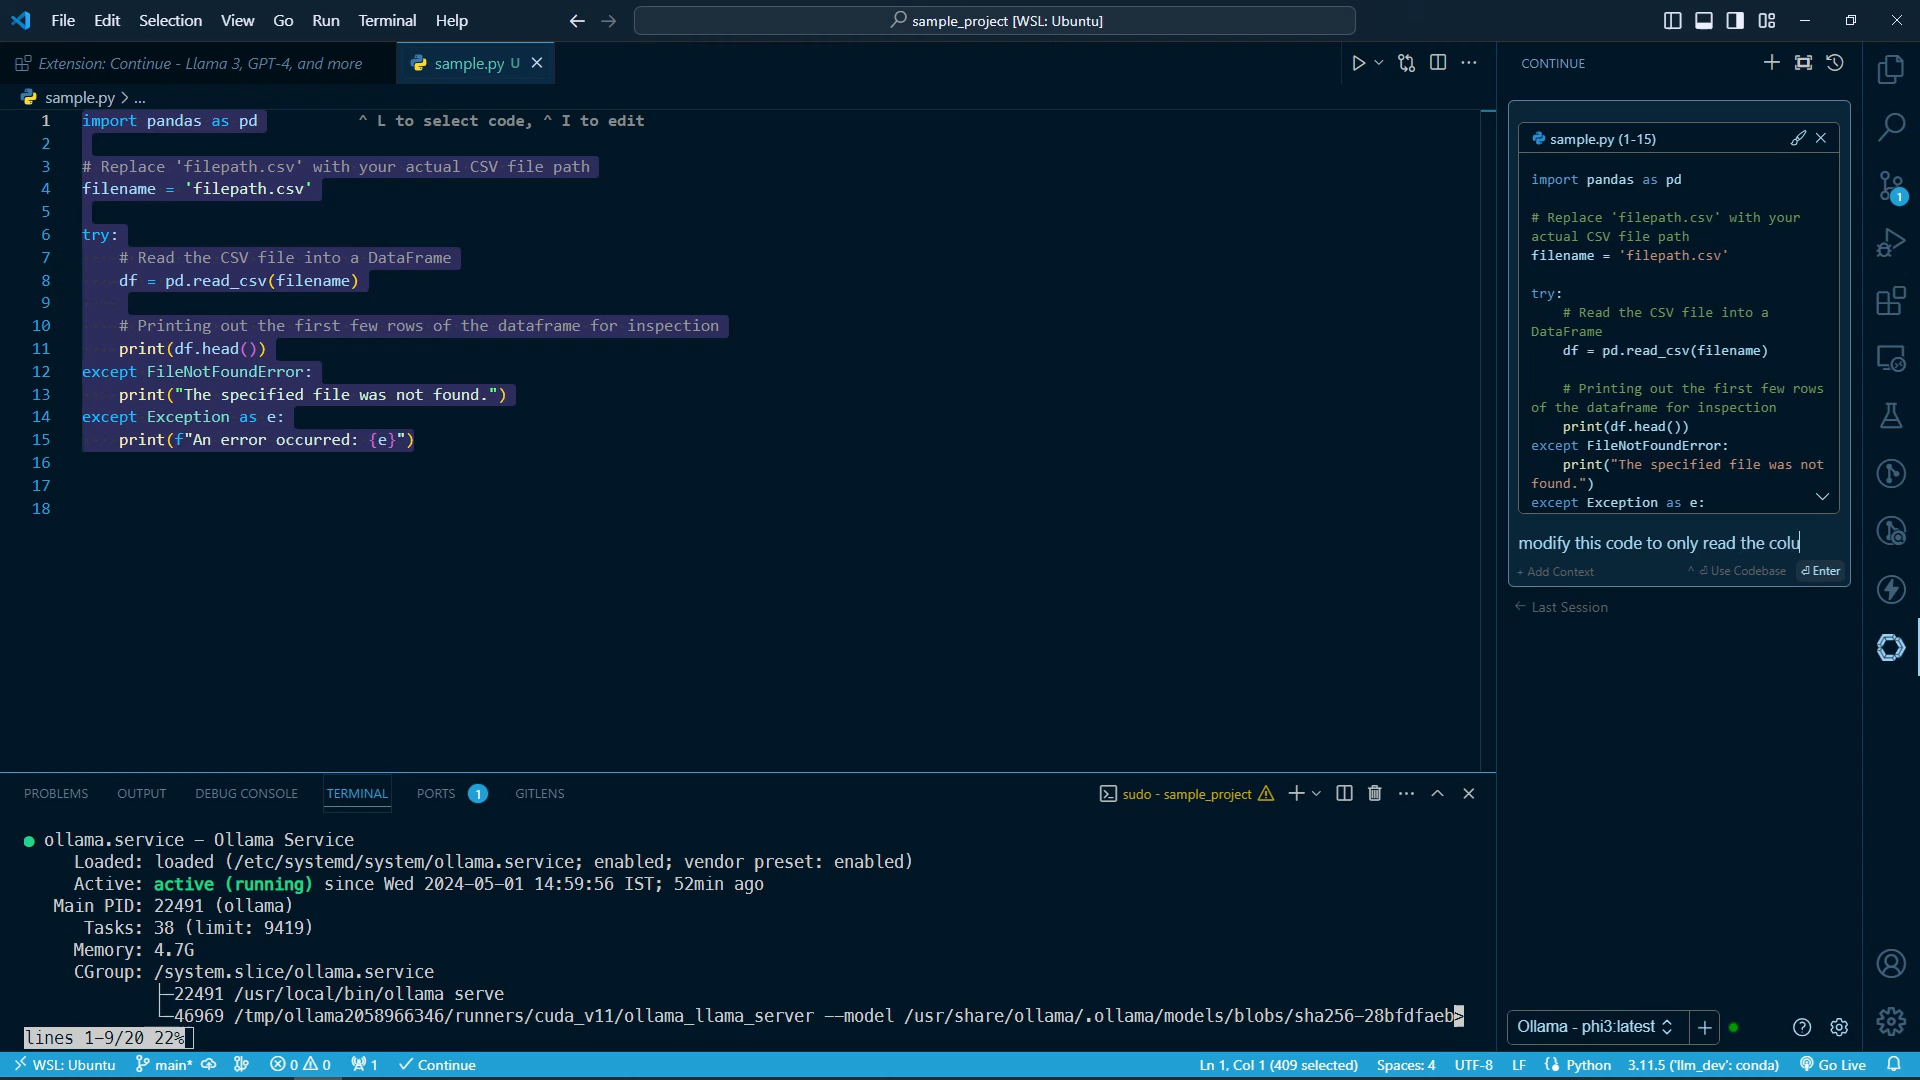 File Edit Selection View Go Run Terminal Help
sample_project [WSL: Ubuntu]
Extension: Continue - Llama 3, GPT-4, and more
sample.py U
sample.py > ...
1 import pandas as pd ^ L to select code, ^ I to edit
2
3 # Replace 'filepath.csv' with your actual CSV file path
4 filename = 'filepath.csv'
5
6 try:
7 # Read the CSV file into a DataFrame
8 df = pd.read_csv(filename)
9
10 # Printing out the first few rows of the dataframe for inspection
11 print(df.head())
12 except FileNotFoundError:
13 print("The specified file was not found.")
14 except Exception as e:
15 print(f"An error occurred: {e}")
16
17
18
CONTINUE
sample.py (1-15)
import pandas as pd
# Replace 'filepath.csv' with your
actual CSV file path
filename = 'filepath.csv'
try:
# Read the CSV file into a
DataFrame
df = pd.read_csv(filename)
# Printing out the first few rows
of the dataframe for inspection
print(df.head())
except FileNotFoundError:
print("The specified file was not
found.")
except Exception as e:
modify this code to only read the colu
+ Add Context ^ ⏎ Use Codebase ⏎ Enter
← Last Session
1
PROBLEMS OUTPUT DEBUG CONSOLE TERMINAL PORTS 1 GITLENS
sudo - sample_project
● ollama.service – Ollama Service
Loaded: loaded (/etc/systemd/system/ollama.service; enabled; vendor preset: enabled)
Active: active (running) since Wed 2024-05-01 14:59:56 IST; 52min ago
Main PID: 22491 (ollama)
Tasks: 38 (limit: 9419)
Memory: 4.7G
CGroup: /system.slice/ollama.service
├─22491 /usr/local/bin/ollama serve
└─46969 /tmp/ollama2058966346/runners/cuda_v11/ollama_llama_server --model /usr/share/ollama/.ollama/models/blobs/sha256-28bfdfaeb>
lines 1-9/20 22%
Ollama - phi3:latest
WSL: Ubuntu main* 0 0 1 Continue
Ln 1, Col 1 (409 selected) Spaces: 4 UTF-8 LF Python 3.11.5 ('llm_dev': conda) Go Live